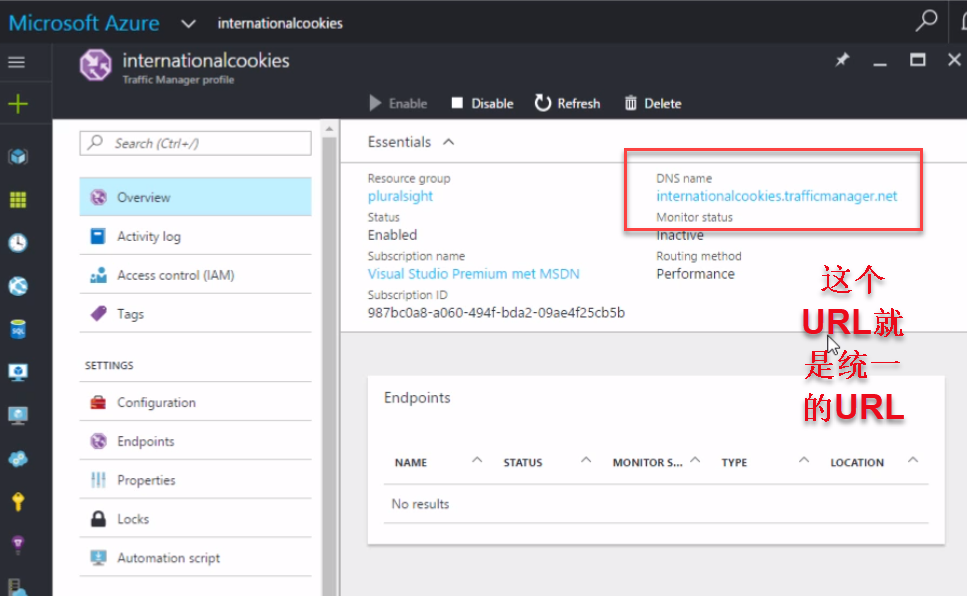 Microsoft Azure internationalcookies
internationalcookies
Traffic Manager profile
Enable Disable Refresh Delete
Search (Ctrl+/)
Overview
Activity log
Access control (IAM)
Tags
SETTINGS
Configuration
Endpoints
Properties
Locks
Automation script
Essentials
Resource group
pluralsight
Status
Enabled
Subscription name
Visual Studio Premium met MSDN
Subscription ID
987bc0a8-a060-494f-bda2-09ae4f25cb5b
DNS name
internationalcookies.trafficmanager.net
Monitor status
Inactive
Routing method
Performance
这个
URL就
是统一
的URL
Endpoints
NAME STATUS MONITOR S... TYPE LOCATION
No results